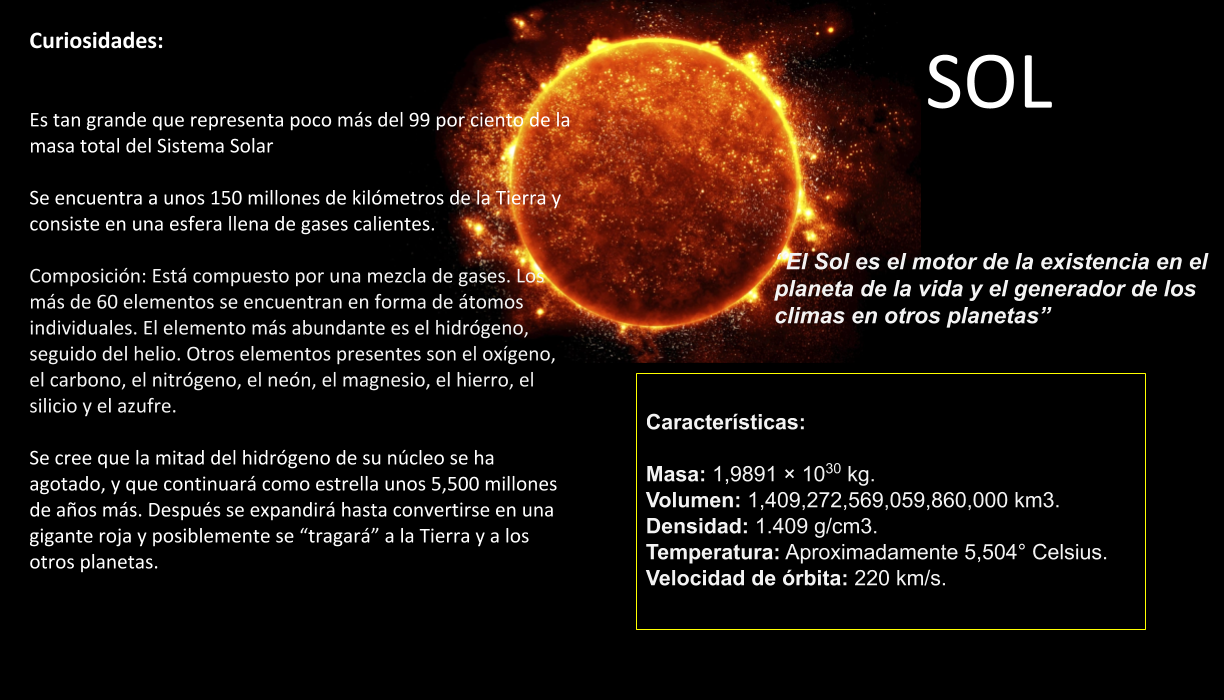 Curiosidades:
Es tan grande que representa poco más del 99 por ciento de la
masa total del Sistema Solar
Se encuentra a unos 150 millones de kilómetros de la Tierra y
consiste en una esfera llena de gases calientes.
Composición: Está compuesto por una mezcla de gases. Los
más de 60 elementos se encuentran en forma de átomos
individuales. El elemento más abundante es el hidrógeno,
seguido del helio. Otros elementos presentes son el oxígeno,
el carbono, el nitrógeno, el neón, el magnesio, el hierro, el
silicio y el azufre.
Se cree que la mitad del hidrógeno de su núcleo se ha
agotado, y que continuará como estrella unos 5,500 millones
de años más. Después se expandirá hasta convertirse en una
gigante roja y posiblemente se “tragará” a la Tierra y a los
otros planetas.
SOL
“El Sol es el motor de la existencia en el
planeta de la vida y el generador de los
climas en otros planetas”
Características:
Masa: 1,9891 × 10³⁰ kg.
Volumen: 1,409,272,569,059,860,000 km3.
Densidad: 1.409 g/cm3.
Temperatura: Aproximadamente 5,504° Celsius.
Velocidad de órbita: 220 km/s.